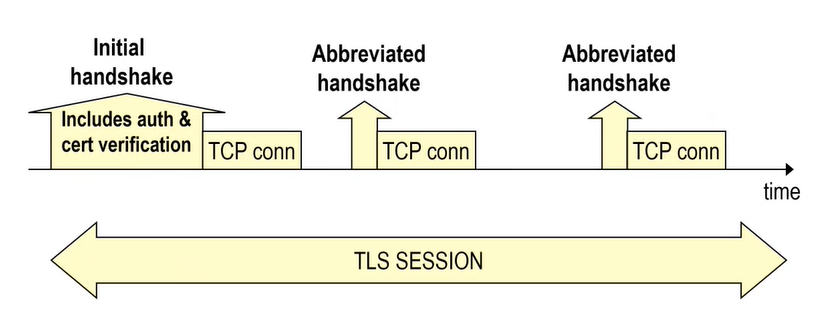 Initial
handshake
Abbreviated
handshake
Abbreviated
handshake
Includes auth &
cert verification
TCP conn
TCP conn
TCP conn
time
TLS SESSION